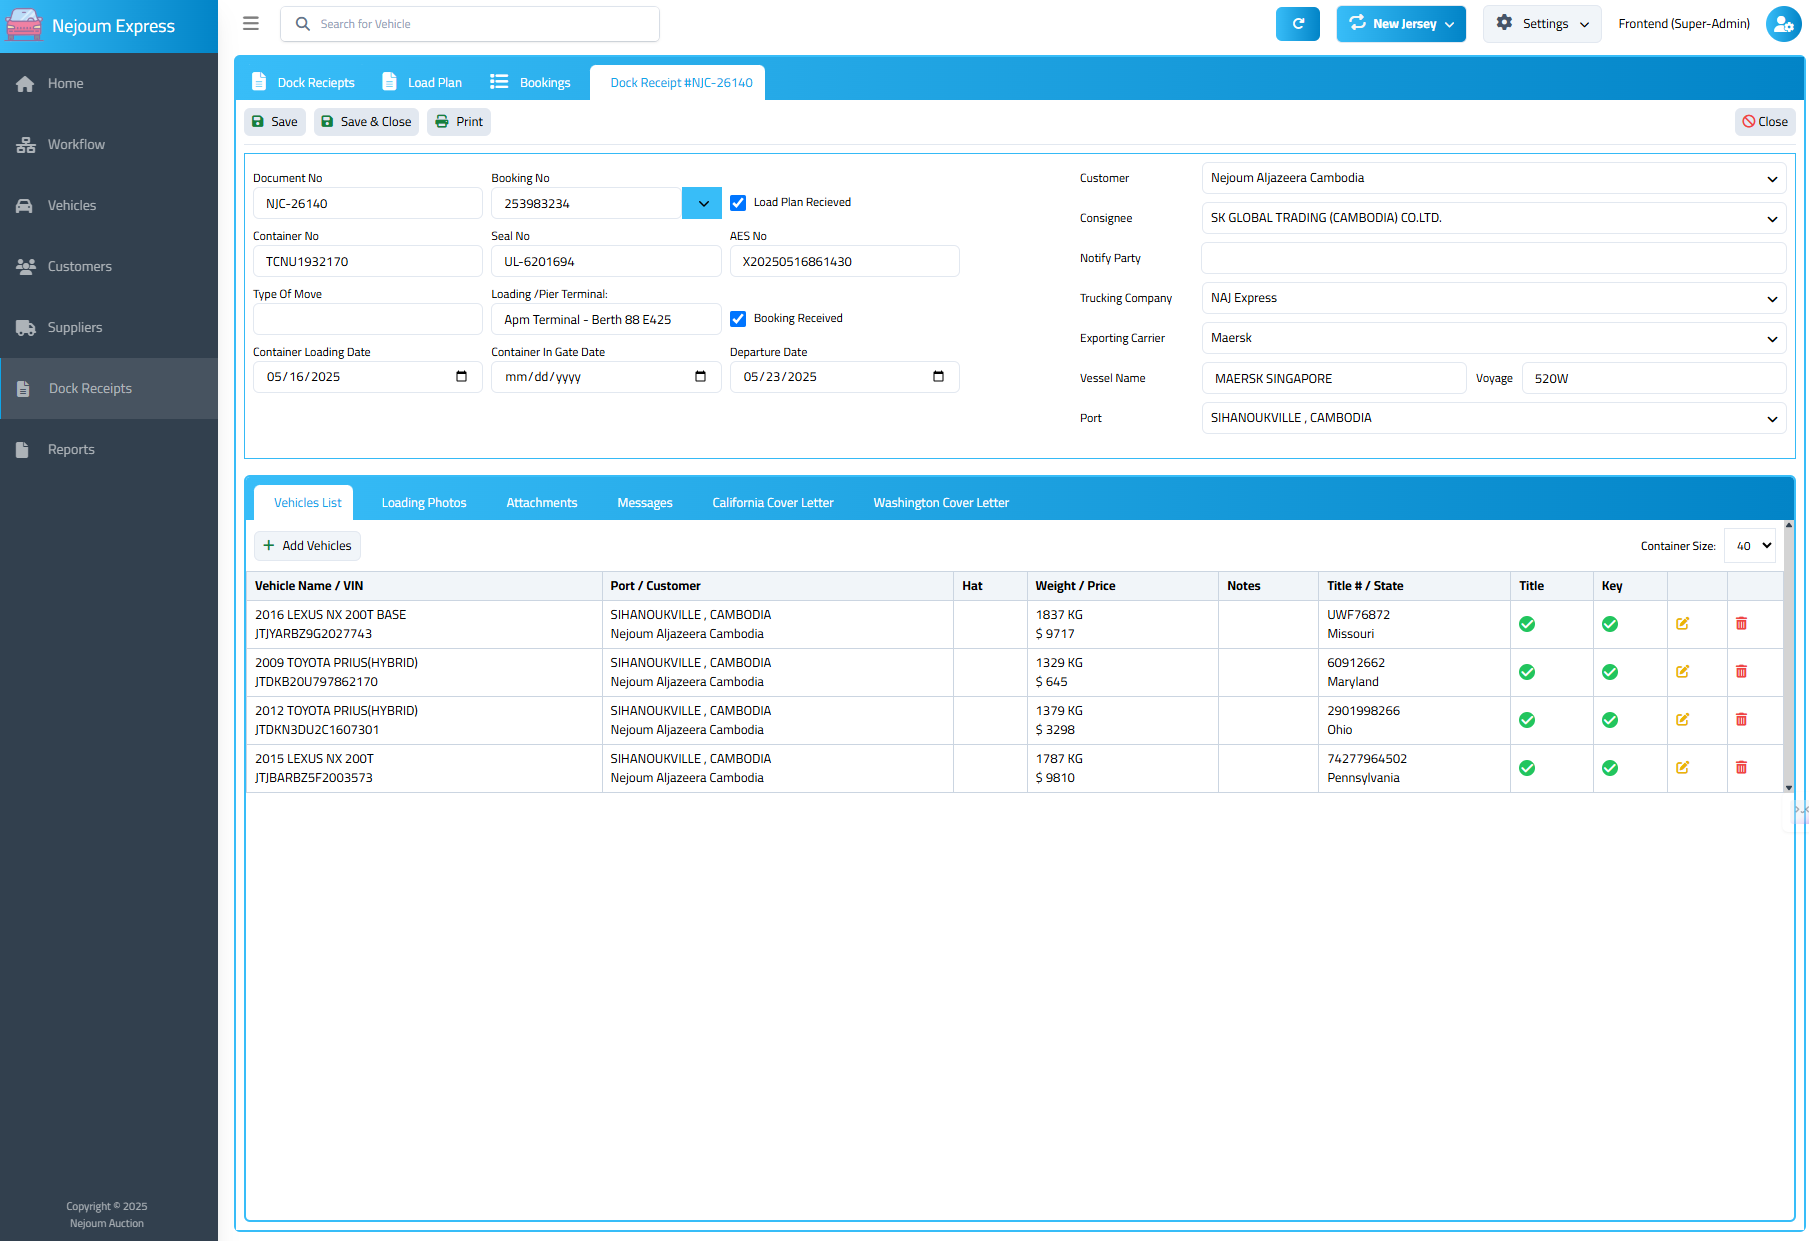 Nejoum Express
Search for Vehicle
New Jersey
Settings
Frontend (Super-Admin)
Home
Workflow
Vehicles
Customers
Suppliers
Dock Receipts
Reports
Copyright © 2025
Nejoum Auction
Dock Reciepts
Load Plan
Bookings
Dock Receipt #NJC-26140
Save
Save & Close
Print
Close
Document No
NJC-26140
Booking No
253983234
Load Plan Recieved
Container No
TCNU1932170
Seal No
UL-6201694
AES No
X20250516861430
Type Of Move
Loading /Pier Terminal:
Apm Terminal - Berth 88 E425
Booking Received
Container Loading Date
05/16/2025
Container In Gate Date
mm/dd/yyyy
Departure Date
05/23/2025
Customer
Nejoum Aljazeera Cambodia
Consignee
SK GLOBAL TRADING (CAMBODIA) CO.LTD.
Notify Party
Trucking Company
NAJ Express
Exporting Carrier
Maersk
Vessel Name
MAERSK SINGAPORE
Voyage
520W
Port
SIHANOUKVILLE , CAMBODIA
Vehicles List
Loading Photos
Attachments
Messages
California Cover Letter
Washington Cover Letter
Add Vehicles
Container Size:
40
Vehicle Name / VIN Port / Customer Hat Weight / Price Notes Title # / State Title Key
2016 LEXUS NX 200T BASE SIHANOUKVILLE , CAMBODIA 1837 KG UWF76872
JTJYARBZ9G2027743 Nejoum Aljazeera Cambodia $ 9717 Missouri
2009 TOYOTA PRIUS(HYBRID) SIHANOUKVILLE , CAMBODIA 1329 KG 60912662
JTDKB20U797862170 Nejoum Aljazeera Cambodia $ 645 Maryland
2012 TOYOTA PRIUS(HYBRID) SIHANOUKVILLE , CAMBODIA 1379 KG 2901998266
JTDKN3DU2C1607301 Nejoum Aljazeera Cambodia $ 3298 Ohio
2015 LEXUS NX 200T SIHANOUKVILLE , CAMBODIA 1787 KG 74277964502
JTJBARBZ5F2003573 Nejoum Aljazeera Cambodia $ 9810 Pennsylvania